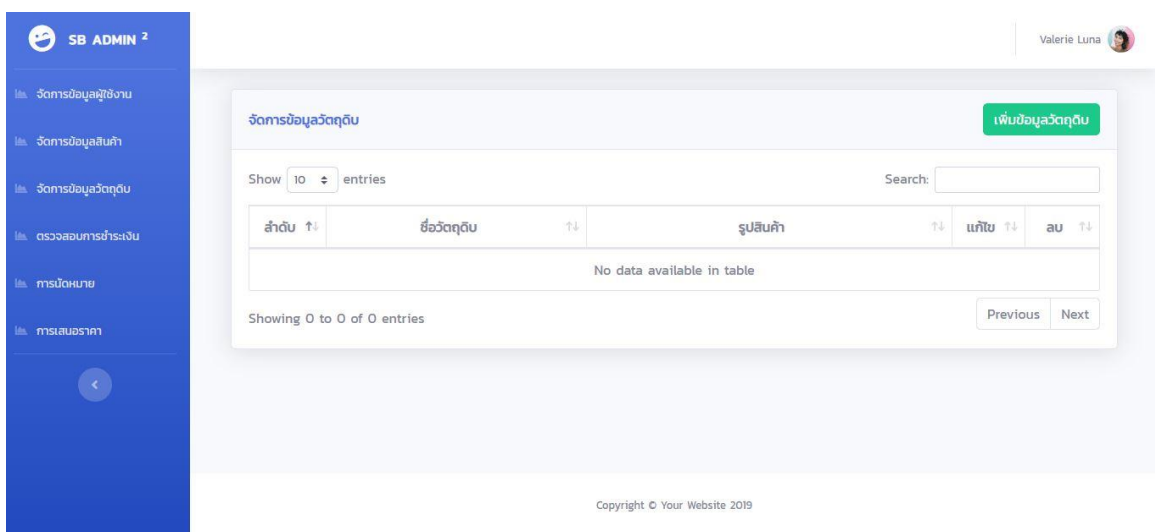 SB ADMIN 2
Valerie Luna
จัดการข้อมูลผู้ใช้งาน
จัดการข้อมูลสินค้า
จัดการข้อมูลวัตถุดิบ
ตรวจสอบการชำระเงิน
การนัดหมาย
การเสนอราคา
จัดการข้อมูลวัตถุดิบ
เพิ่มข้อมูลวัตถุดิบ
Show 10 entries
Search:
ลำดับ ชื่อวัตถุดิบ รูปสินค้า แก้ไข ลบ
No data available in table
Showing 0 to 0 of 0 entries
Previous Next
Copyright © Your Website 2019